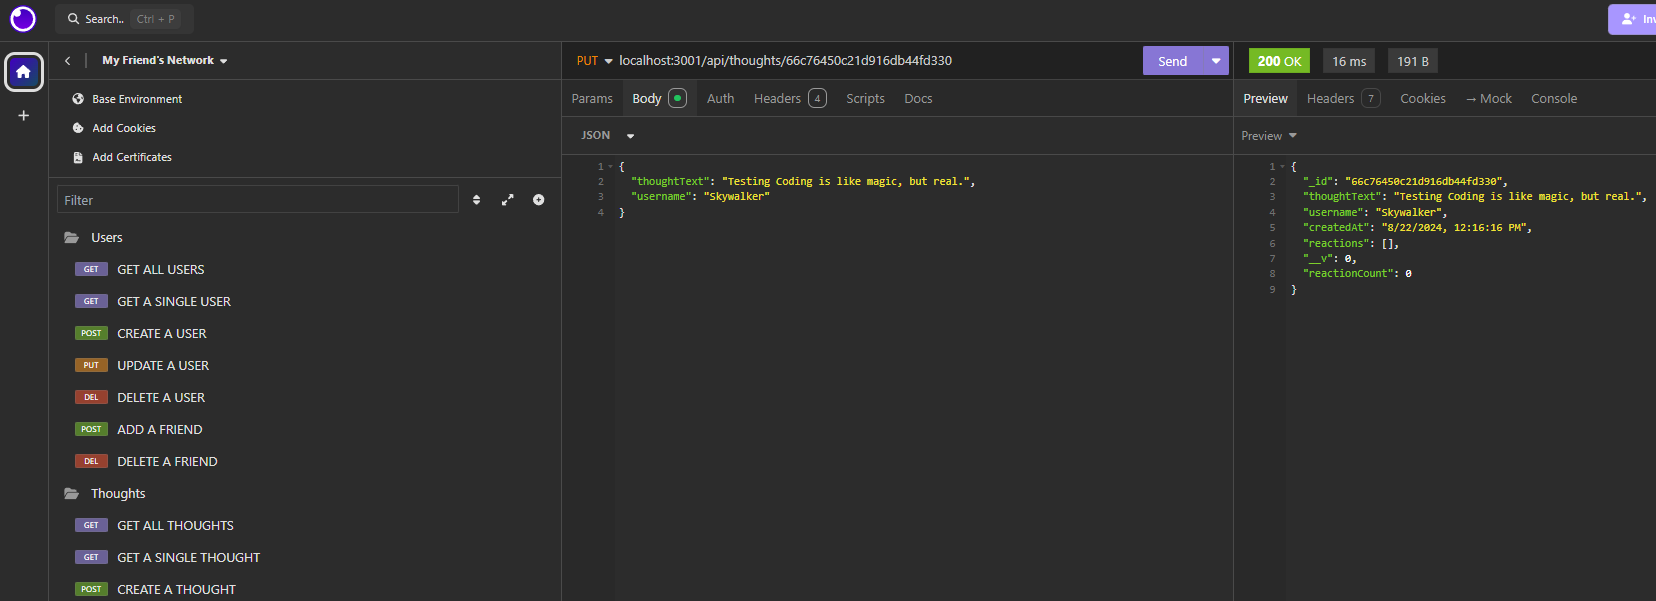 Search.. Ctrl + P
Inv
My Friend's Network
Base Environment
Add Cookies
Add Certificates
Filter
Users
GET GET ALL USERS
GET GET A SINGLE USER
POST CREATE A USER
PUT UPDATE A USER
DEL DELETE A USER
POST ADD A FRIEND
DEL DELETE A FRIEND
Thoughts
GET GET ALL THOUGHTS
GET GET A SINGLE THOUGHT
POST CREATE A THOUGHT
PUT localhost:3001/api/thoughts/66c76450c21d916db44fd330 Send
Params Body Auth Headers 4 Scripts Docs
JSON
1 {
2 "thoughtText": "Testing Coding is like magic, but real.",
3 "username": "Skywalker"
4 }
200 OK 16 ms 191 B
Preview Headers 7 Cookies → Mock Console
Preview
1 {
2 "_id": "66c76450c21d916db44fd330",
3 "thoughtText": "Testing Coding is like magic, but real.",
4 "username": "Skywalker",
5 "createdAt": "8/22/2024, 12:16:16 PM",
6 "reactions": [],
7 "__v": 0,
8 "reactionCount": 0
9 }